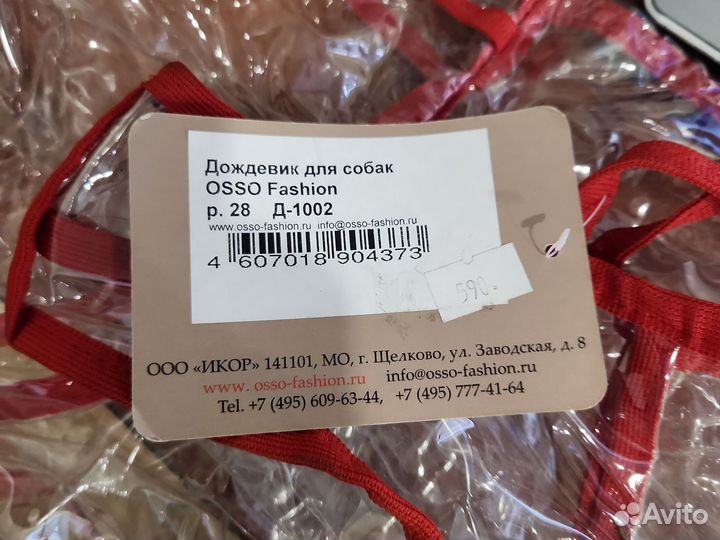 Дождевик для собак
OSSO Fashion
р. 28 Д-1002
www.osso-fashion.ru info@osso-fashion.ru
4 607018 904373
590-
ООО «ИКОР» 141101, МО, г. Щелково, ул. Заводская, д. 8
www. osso-fashion.ru info@osso-fashion.ru
Tel. +7 (495) 609-63-44, +7 (495) 777-41-64
Avito